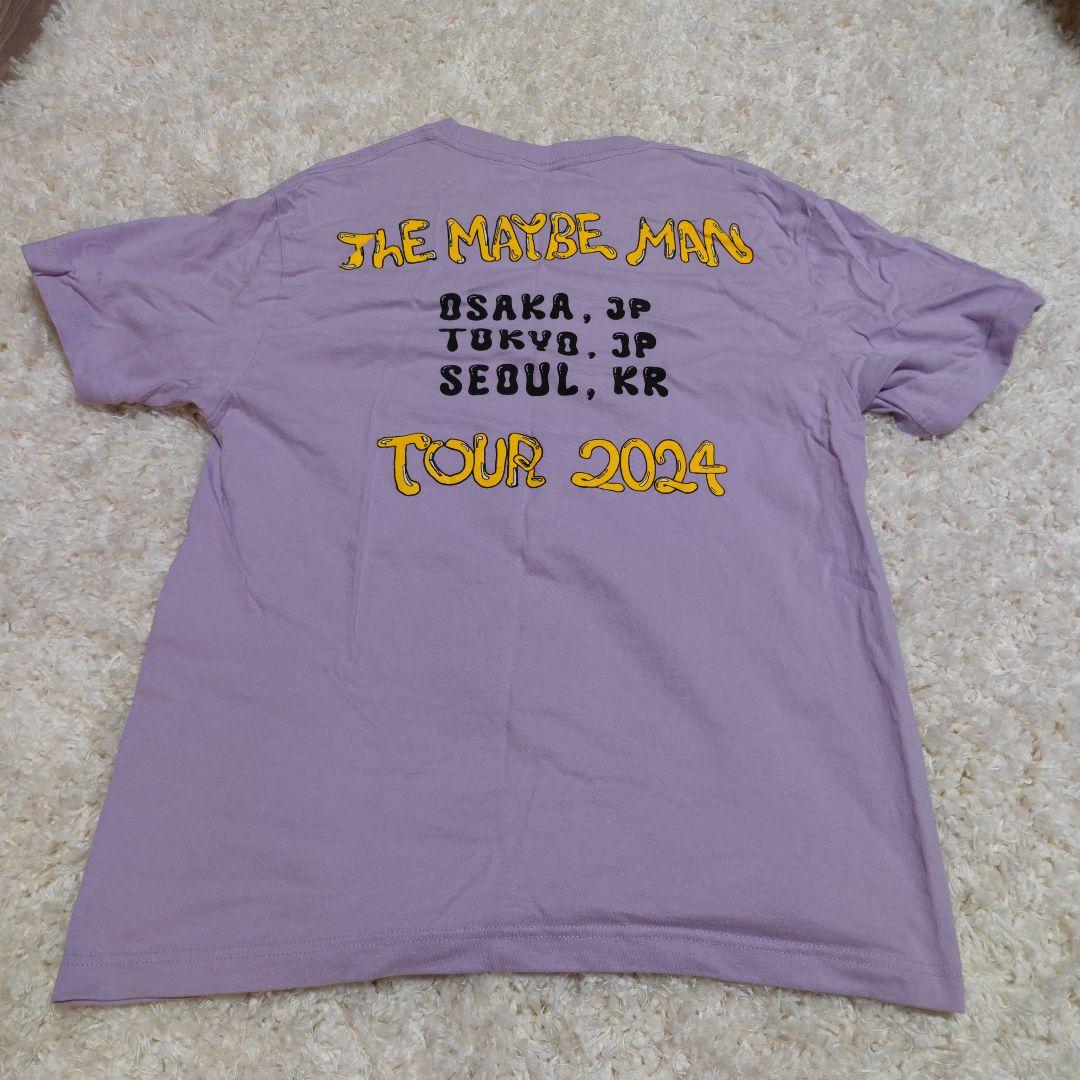 THE MAYBE MAN
OSAKA, JP
TOKYO, JP
SEOUL, KR
TOUR 2024